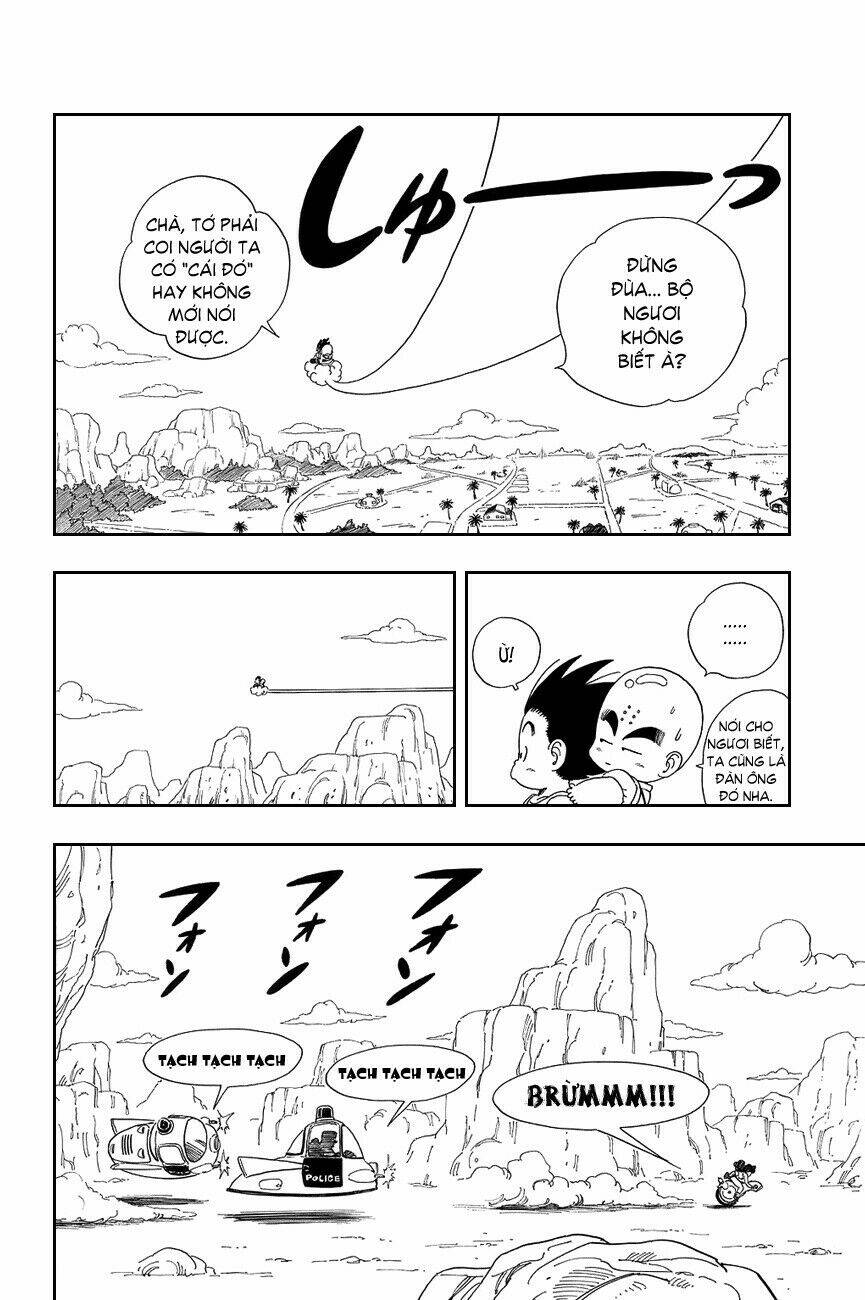 しゅーっ
ĐỪNG
ĐÙA... BỘ
NGƯƠI
KHÔNG
BIẾT À?
CHÀ, TỚ PHẢI
COI NGƯỜI TA
CÓ "CÁI ĐÓ"
HAY KHÔNG
MỚI NÓI
ĐƯỢC.
.....
.....
NÓI CHO
NGƯƠI BIẾT,
TA CŨNG LÀ
ĐÀN ÔNG
ĐÓ NHA.
Ừ!
フォン
フォン
フォン
BRỪMMM!!!
TẠCH TẠCH TẠCH
TẠCH TẠCH TẠCH
POLICE